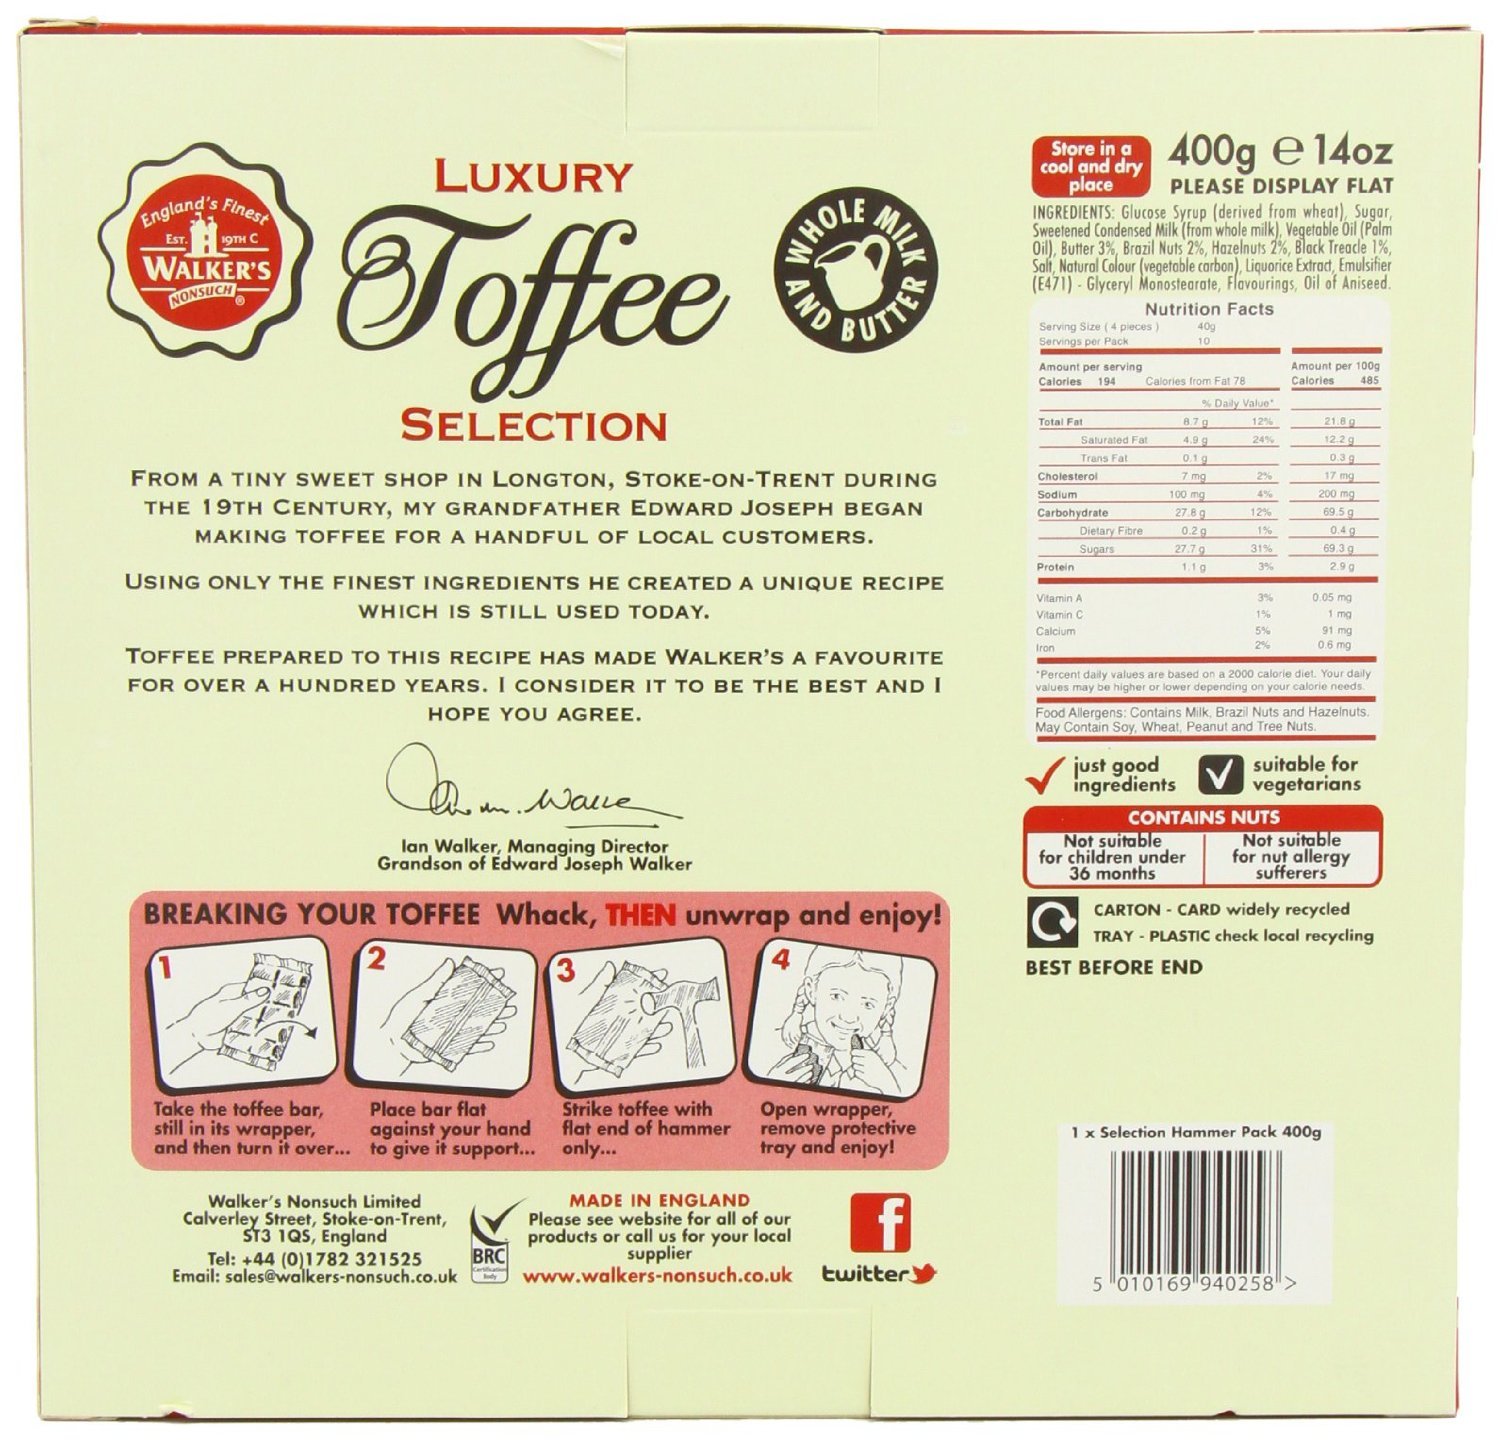 England's Finest
EST. 19TH C
WALKER'S
NONSUCH ®
LUXURY
Toffee
SELECTION
WHOLE MILK
AND BUTTER
FROM A TINY SWEET SHOP IN LONGTON, STOKE-ON-TRENT DURING
THE 19TH CENTURY, MY GRANDFATHER EDWARD JOSEPH BEGAN
MAKING TOFFEE FOR A HANDFUL OF LOCAL CUSTOMERS.
USING ONLY THE FINEST INGREDIENTS HE CREATED A UNIQUE RECIPE
WHICH IS STILL USED TODAY.
TOFFEE PREPARED TO THIS RECIPE HAS MADE WALKER'S A FAVOURITE
FOR OVER A HUNDRED YEARS. I CONSIDER IT TO BE THE BEST AND I
HOPE YOU AGREE.
Ian Walker, Managing Director
Grandson of Edward Joseph Walker
BREAKING YOUR TOFFEE Whack, THEN unwrap and enjoy!
1
2
3
4
Take the toffee bar,
still in its wrapper,
and then turn it over...
Place bar flat
against your hand
to give it support...
Strike toffee with
flat end of hammer
only...
Open wrapper,
remove protective
tray and enjoy!
Walker's Nonsuch Limited
Calverley Street, Stoke-on-Trent,
ST3 1QS, England
Tel: +44 (0)1782 321525
Email: sales@walkers-nonsuch.co.uk
BRC
Certification
Body
MADE IN ENGLAND
Please see website for all of our
products or call us for your local
supplier
www.walkers-nonsuch.co.uk
f
twitter
Store in a
cool and dry
place
400g e 14oz
PLEASE DISPLAY FLAT
INGREDIENTS: Glucose Syrup (derived from wheat), Sugar,
Sweetened Condensed Milk (from whole milk), Vegetable Oil (Palm
Oil), Butter 3%, Brazil Nuts 2%, Hazelnuts 2%, Black Treacle 1%,
Salt, Natural Colour (vegetable carbon), Liquorice Extract, Emulsifier
(E471) - Glyceryl Monostearate, Flavourings, Oil of Aniseed.
Nutrition Facts
Serving Size ( 4 pieces ) 40g
Servings per Pack 10
Amount per serving Amount per 100g
Calories 194 Calories from Fat 78 Calories 485
% Daily Value*
Total Fat 8.7 g 12% 21.8 g
Saturated Fat 4.9 g 24% 12.2 g
Trans Fat 0.1 g 0.3 g
Cholesterol 7 mg 2% 17 mg
Sodium 100 mg 4% 200 mg
Carbohydrate 27.8 g 12% 69.5 g
Dietary Fibre 0.2 g 1% 0.4 g
Sugars 27.7 g 31% 69.3 g
Protein 1.1 g 3% 2.9 g
Vitamin A 3% 0.05 mg
Vitamin C 1% 1 mg
Calcium 5% 91 mg
Iron 2% 0.6 mg
*Percent daily values are based on a 2000 calorie diet. Your daily
values may be higher or lower depending on your calorie needs.
Food Allergens: Contains Milk, Brazil Nuts and Hazelnuts.
May Contain Soy, Wheat, Peanut and Tree Nuts.
just good
ingredients
suitable for
vegetarians
CONTAINS NUTS
Not suitable
for children under
36 months
Not suitable
for nut allergy
sufferers
CARTON - CARD widely recycled
TRAY - PLASTIC check local recycling
BEST BEFORE END
1 x Selection Hammer Pack 400g
5 010169 940258 >